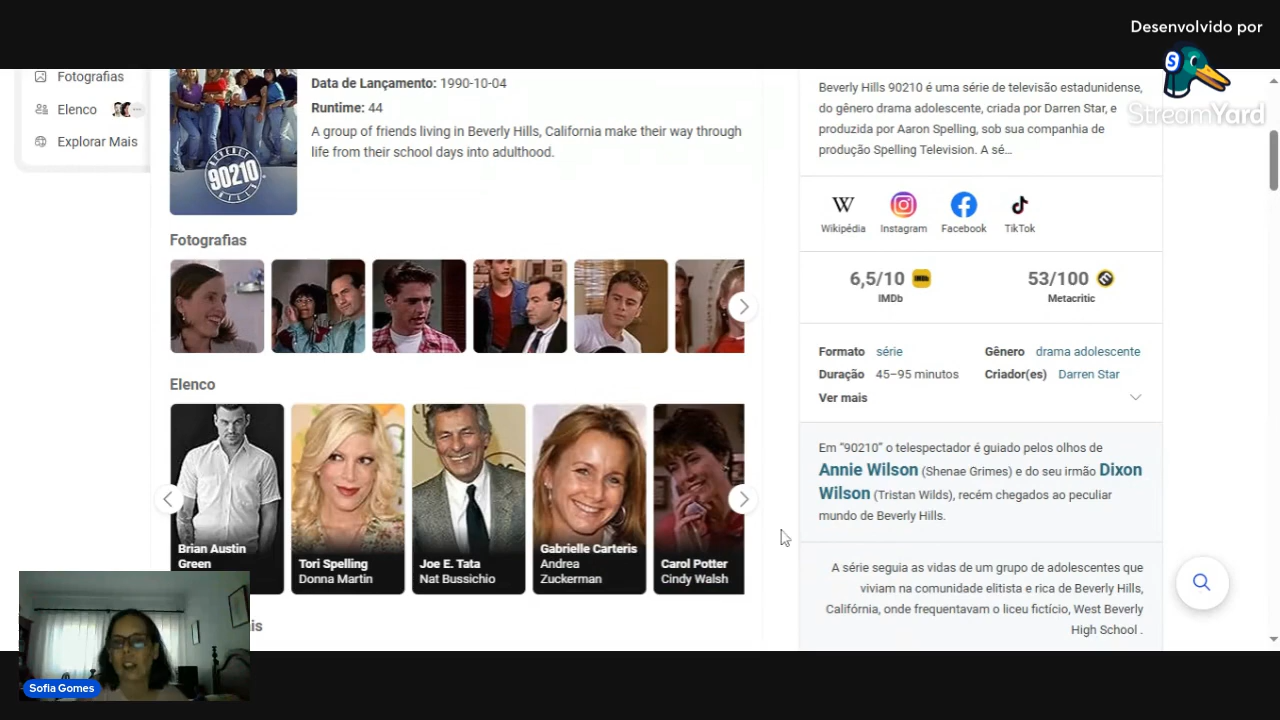 Desenvolvido por
StreamYard
Fotografias
Elenco
Explorar Mais
90210
Data de Lançamento: 1990-10-04
Runtime: 44
A group of friends living in Beverly Hills, California make their way through
life from their school days into adulthood.
Fotografias
Elenco
Brian Austin
Green
Tori Spelling
Donna Martin
Joe E. Tata
Nat Bussichio
Gabrielle Carteris
Andrea
Zuckerman
Carol Potter
Cindy Walsh
Sofia Gomes
Beverly Hills 90210 é uma série de televisão estadunidense,
do gênero drama adolescente, criada por Darren Star, e
produzida por Aaron Spelling, sob sua companhia de
produção Spelling Television. A sé…
Wikipédia
Instagram
Facebook
TikTok
6,5/10 IMDb
IMDb
53/100
Metacritic
Formato série
Gênero drama adolescente
Duração 45–95 minutos
Criador(es) Darren Star
Ver mais
Em “90210” o telespectador é guiado pelos olhos de
Annie Wilson (Shenae Grimes) e do seu irmão Dixon
Wilson (Tristan Wilds), recém chegados ao peculiar
mundo de Beverly Hills.
A série seguia as vidas de um grupo de adolescentes que
viviam na comunidade elitista e rica de Beverly Hills,
Califórnia, onde frequentavam o liceu fictício, West Beverly
High School .